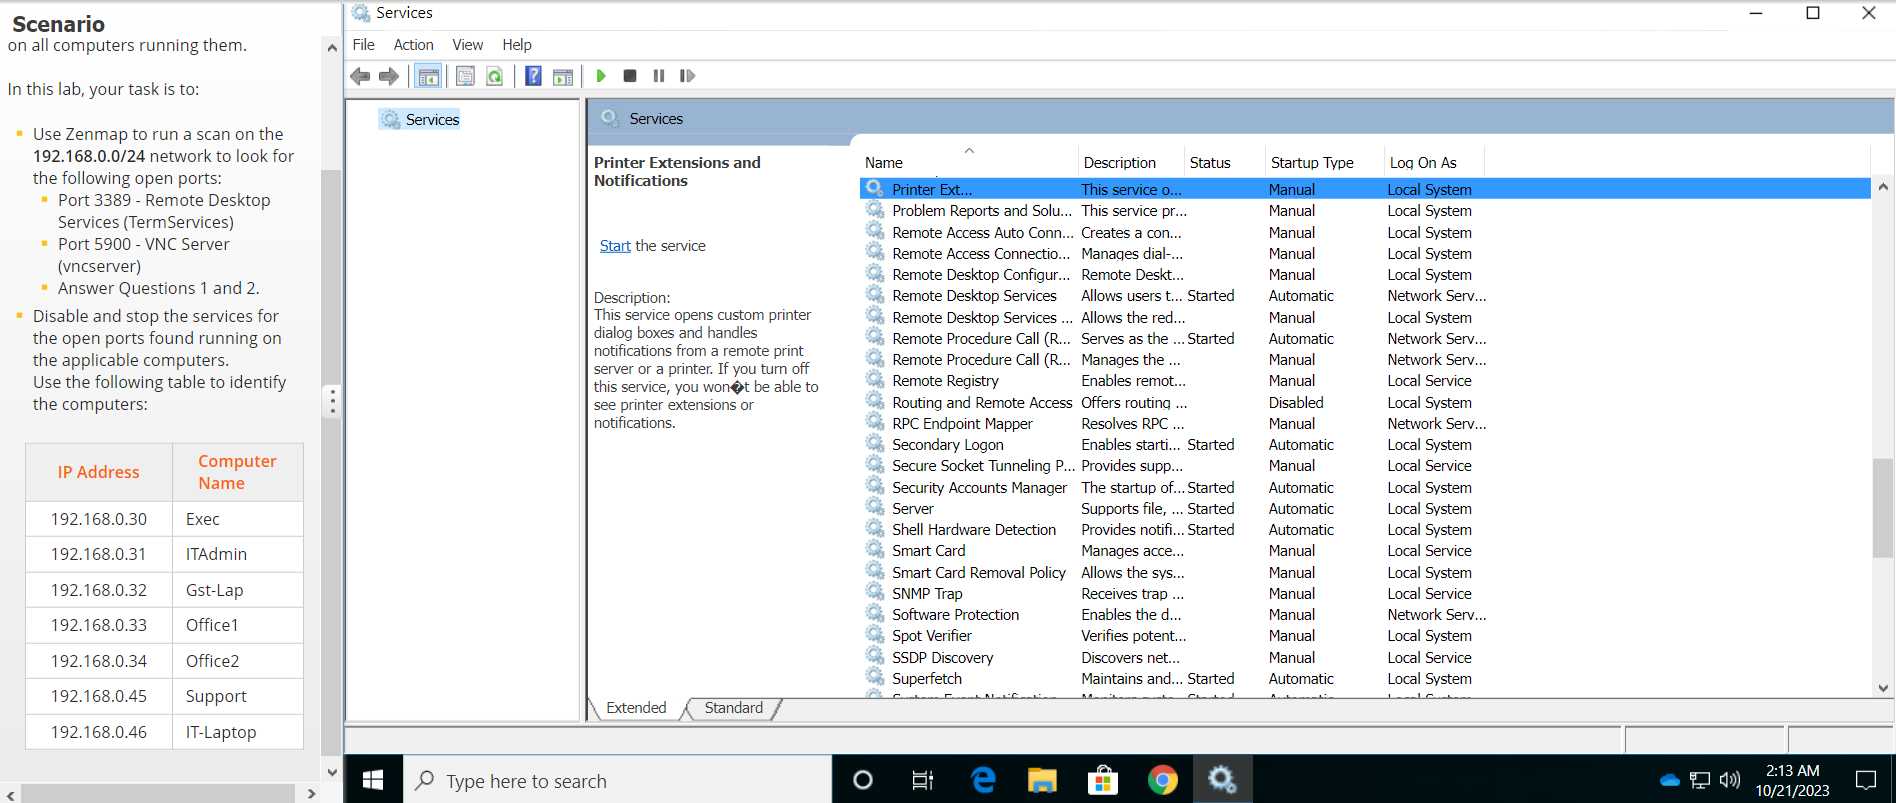 Scenario
on all computers running them.
In this lab, your task is to:
Use Zenmap to run a scan on the
192.168.0.0/24 network to look for
the following open ports:
Port 3389 - Remote Desktop
Services (TermServices)
Port 5900 - VNC Server
(vncserver)
Answer Questions 1 and 2.
Disable and stop the services for
the open ports found running on
the applicable computers.
Use the following table to identify
the computers:
IP Address Computer Name
192.168.0.30 Exec
192.168.0.31 ITAdmin
192.168.0.32 Gst-Lap
192.168.0.33 Office1
192.168.0.34 Office2
192.168.0.45 Support
192.168.0.46 IT-Laptop
Services
File Action View Help
Services
Services
Printer Extensions and
Notifications
Start the service
Description:
This service opens custom printer
dialog boxes and handles
notifications from a remote print
server or a printer. If you turn off
this service, you won�t be able to
see printer extensions or
notifications.
Name Description Status Startup Type Log On As
Printer Ext... This service o... Manual Local System
Problem Reports and Solu... This service pr... Manual Local System
Remote Access Auto Conn... Creates a con... Manual Local System
Remote Access Connectio... Manages dial-... Manual Local System
Remote Desktop Configur... Remote Deskt... Manual Local System
Remote Desktop Services Allows users t... Started Automatic Network Serv...
Remote Desktop Services ... Allows the red... Manual Local System
Remote Procedure Call (R... Serves as the ... Started Automatic Network Serv...
Remote Procedure Call (R... Manages the ... Manual Network Serv...
Remote Registry Enables remot... Manual Local Service
Routing and Remote Access Offers routing ... Disabled Local System
RPC Endpoint Mapper Resolves RPC ... Manual Network Serv...
Secondary Logon Enables starti... Started Automatic Local System
Secure Socket Tunneling P... Provides supp... Manual Local Service
Security Accounts Manager The startup of... Started Automatic Local System
Server Supports file, ... Started Automatic Local System
Shell Hardware Detection Provides notifi... Started Automatic Local System
Smart Card Manages acce... Manual Local Service
Smart Card Removal Policy Allows the sys... Manual Local System
SNMP Trap Receives trap ... Manual Local Service
Software Protection Enables the d... Manual Network Serv...
Spot Verifier Verifies potent... Manual Local System
SSDP Discovery Discovers net... Manual Local Service
Superfetch Maintains and... Started Automatic Local System
Extended Standard
Type here to search
2:13 AM
10/21/2023